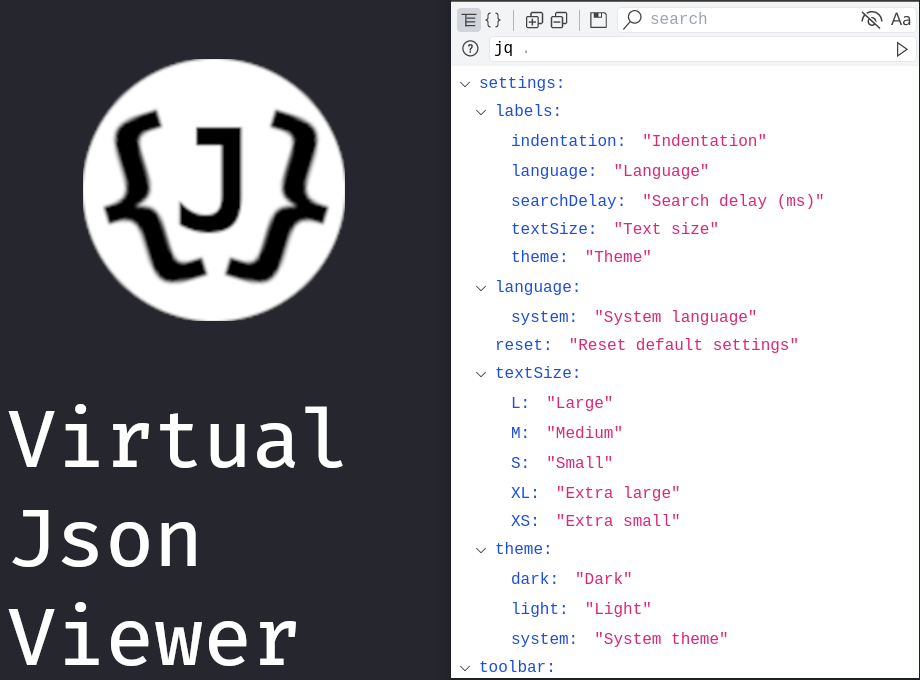 {J}
Virtual
Json
Viewer
{} search Aa
? jq .
settings:
labels:
indentation: "Indentation"
language: "Language"
searchDelay: "Search delay (ms)"
textSize: "Text size"
theme: "Theme"
language:
system: "System language"
reset: "Reset default settings"
textSize:
L: "Large"
M: "Medium"
S: "Small"
XL: "Extra large"
XS: "Extra small"
theme:
dark: "Dark"
light: "Light"
system: "System theme"
toolbar: